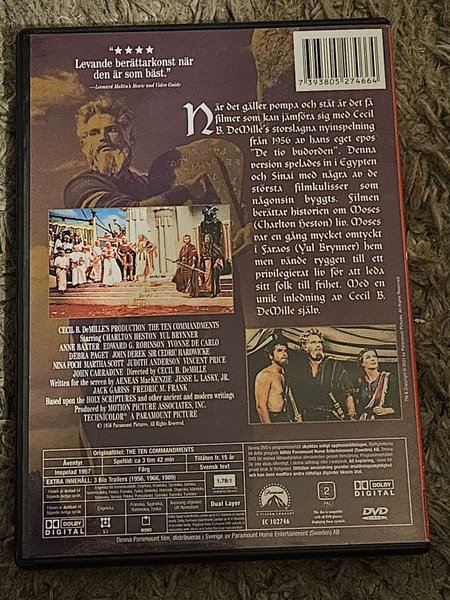 ★★★★
"Levande berättarkonst när
den är som bäst."
—Leonard Maltin's Movie and Video Guide
7 393805 274664
När det gäller pompa och ståt är det få
filmer som kan jämföra sig med Cecil
B. DeMille's storslagna nyinspelning
från 1956 av hans eget epos
"De tio budorden". Denna
version spelades in i Egypten
och Sinai med några av de
största filmkulisser som
någonsin byggts. Filmen
berättar historien om Moses
(Charlton Heston) liv. Moses
var en gång mycket omtyckt
i Faraos (Yul Brynner) hem
men vände ryggen till ett
privilegierat liv för att leda
sitt folk till frihet. Med en
unik inledning av Cecil B.
DeMille själv.
CECIL B. DEMILLE'S PRODUCTION THE TEN COMMANDMENTS
Starring CHARLTON HESTON YUL BRYNNER
ANNE BAXTER EDWARD G. ROBINSON YVONNE DE CARLO
DEBRA PAGET JOHN DEREK SIR CEDRIC HARDWICKE
NINA FOCH MARTHA SCOTT JUDITH ANDERSON VINCENT PRICE
JOHN CARRADINE Directed by CECIL B. DEMILLE
Written for the screen by AENEAS MacKENZIE JESSE L. LASKY, JR.
JACK GARISS FREDRIC M. FRANK
Based upon the HOLY SCRIPTURES and other ancient and modern writings
Produced by MOTION PICTURE ASSOCIATES, INC.
TECHNICOLOR® A PARAMOUNT PICTURE
© 1956 Paramount Pictures. All Rights Reserved.
Originaltitel: THE TEN COMMANDMENTS
Äventyr
Speltid: ca 3 tim 42 min
Tillåten fr. 15 år
Inspelad 1957
Färg
Svensk text
EXTRA INNEHÅLL: 3 Bio Trailers (1956, 1966, 1989)
1.78:1
Dual Layer
DOLBY
DIGITAL
5.1
MONO
PARAMOUNT
EC 102746
2
DOLBY
DIGITAL
DVD
VIDEO
Denna Paramount film, distribueras i Sverige av Paramount Home Entertainment (Sweden) AB